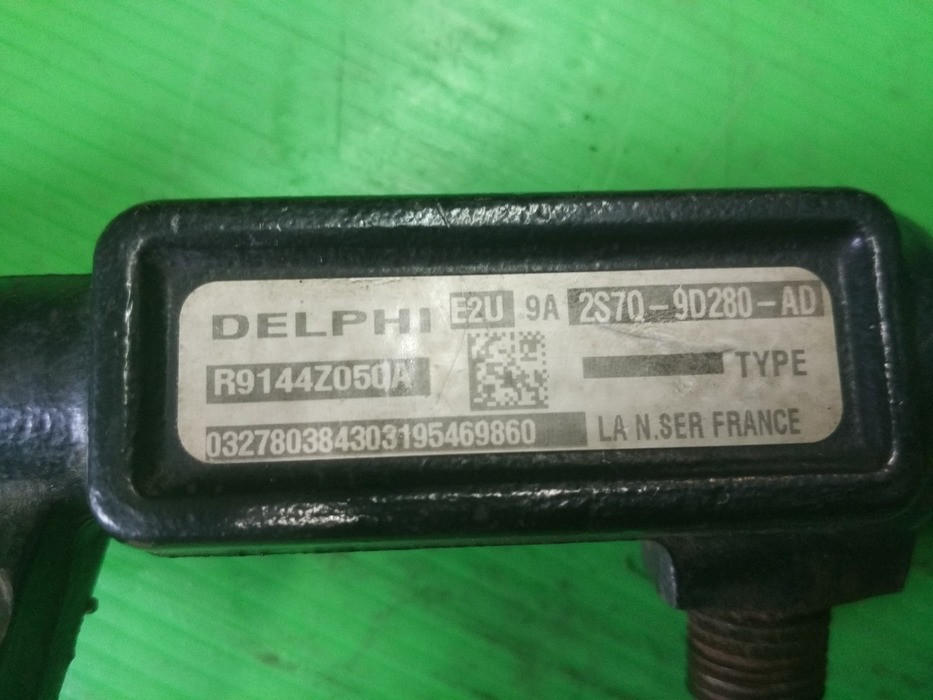 DELPHI E2U 9A 2S7Q-9D280-AD
R9144Z050A TYPE
032780384303195469860 LA N.SER FRANCE